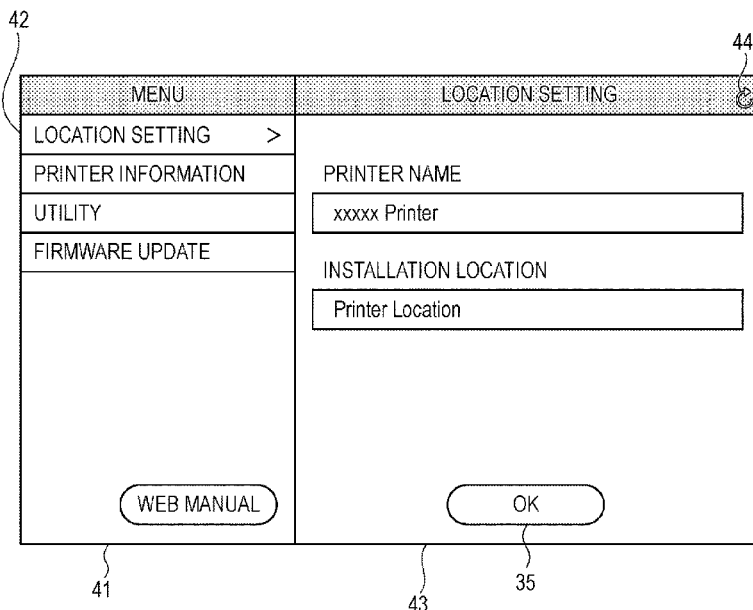 42
44
MENU
LOCATION SETTING
LOCATION SETTING >
PRINTER INFORMATION
UTILITY
FIRMWARE UPDATE
PRINTER NAME
xxxxx Printer
INSTALLATION LOCATION
Printer Location
WEB MANUAL
OK
41
43
35